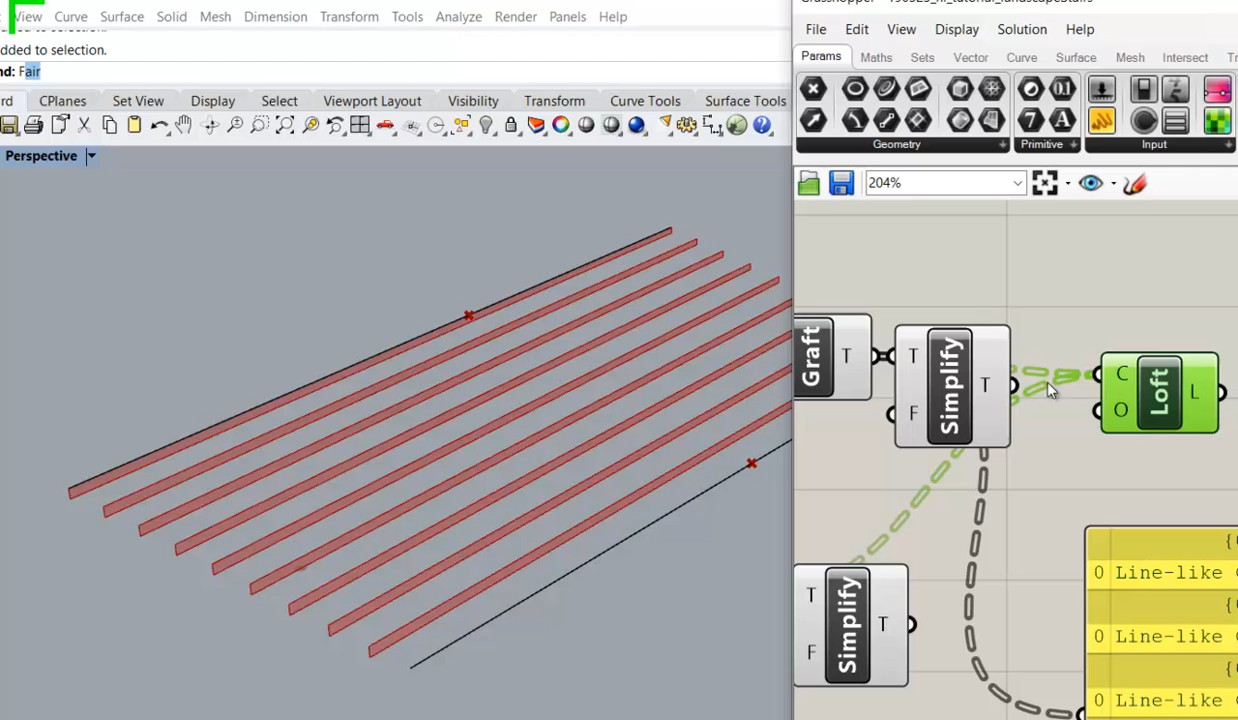 View Curve Surface Solid Mesh Dimension Transform Tools Analyze Render Panels Help
dded to selection.
nd: Fair
rd CPlanes Set View Display Select Viewport Layout Visibility Transform Curve Tools Surface Tools
Perspective
File Edit View Display Solution Help
Params Maths Sets Vector Curve Surface Mesh Intersect Tr
Geometry Primitive Input
204%
Graft T
T F Simplify T
C O Loft L
T F Simplify T
0 Line-like
0 Line-like
0 Line-like